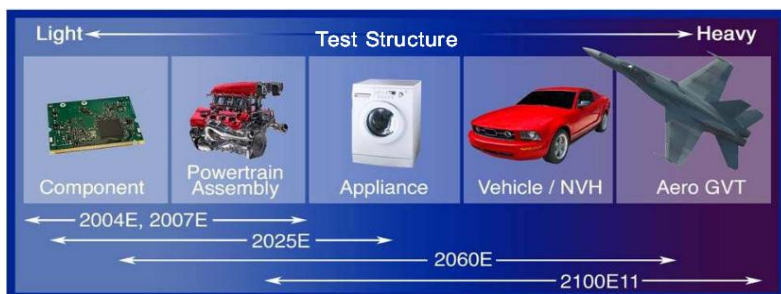 Light Test Structure Heavy
Component
Powertrain
Assembly
Appliance
Vehicle / NVH
Aero GVT
2004E, 2007E
2025E
2060E
2100E11